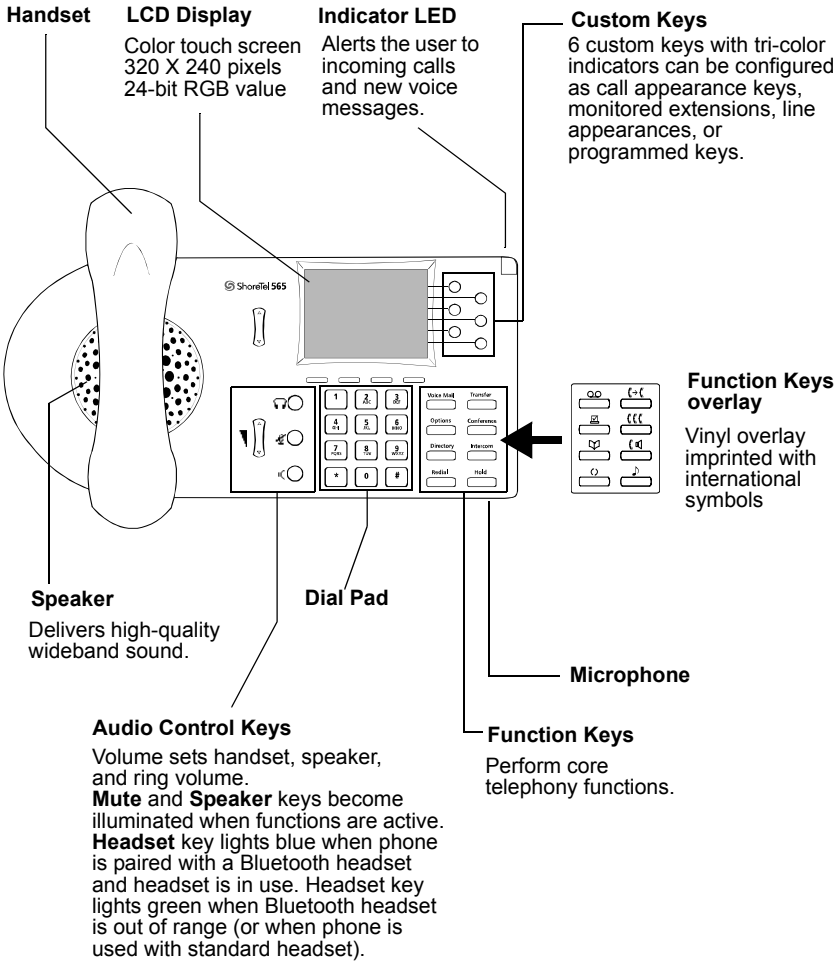 Handset
LCD Display
Color touch screen
320 X 240 pixels
24-bit RGB value
Indicator LED
Alerts the user to
incoming calls
and new voice
messages.
Custom Keys
6 custom keys with tri-color
indicators can be configured
as call appearance keys,
monitored extensions, line
appearances, or
programmed keys.
ShoreTel 565
1
2
ABC
3
DEF
4
GHI
5
JKL
6
MNO
7
PQRS
8
TUV
9
WXYZ
*
0
#
Voice Mail
Transfer
Options
Conference
Directory
Intercom
Redial
Hold
Function Keys
overlay
Vinyl overlay
imprinted with
international
symbols
Speaker
Delivers high-quality
wideband sound.
Dial Pad
Microphone
Audio Control Keys
Volume sets handset, speaker,
and ring volume.
Mute and Speaker keys become
illuminated when functions are active.
Headset key lights blue when phone
is paired with a Bluetooth headset
and headset is in use. Headset key
lights green when Bluetooth headset
is out of range (or when phone is
used with standard headset).
Function Keys
Perform core
telephony functions.